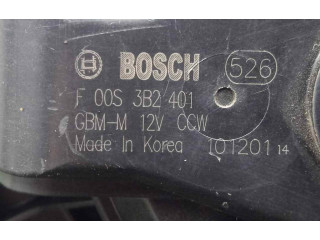 BOSCH 526
F 00S 3B2 401
GBM-M 12V CCW
Made In Korea 101201 14